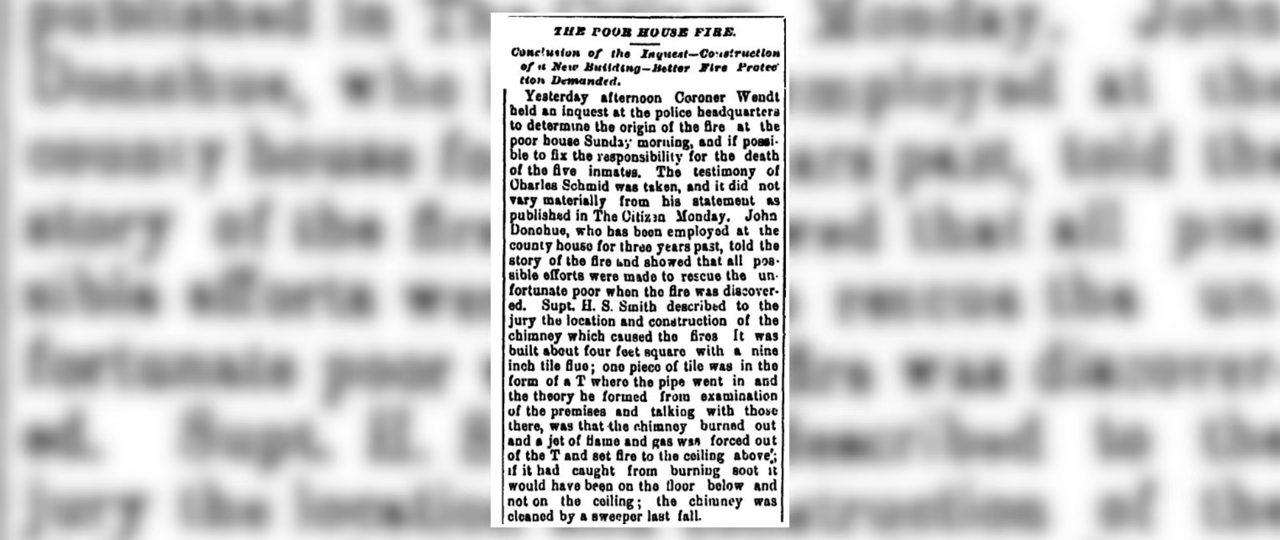 THE POOR HOUSE FIRE.
Conclusion of the Inquest—Construction
of a New Building—Better Fire Protec
tion Demanded.
Yesterday afternoon Coroner Wendt
held an inquest at the police headquarters
to determine the origin of the fire at the
poor house Sunday morning, and if possi-
ble to fix the responsibility for the death
of the five inmates. The testimony of
Charles Schmid was taken, and it did not
vary materially from his statement as
published in The Citizen Monday. John
Donohue, who has been employed at the
county house for three years past, told the
story of the fire and showed that all pos-
sible efforts were made to rescue the un-
fortunate poor when the fire was discover-
ed. Supt. H. S. Smith described to the
jury the location and construction of the
chimney which caused the fires It was
built about four feet square with a nine
inch tile flue; one piece of tile was in the
form of a T where the pipe went in and
the theory he formed from examination
of the premises and talking with those
there, was that the chimney burned out
and a jet of flame and gas was forced out
of the T and set fire to the ceiling above;
if it had caught from burning soot it
would have been on the floor below and
not on the ceiling; the chimney was
cleaned by a sweeper last fall.